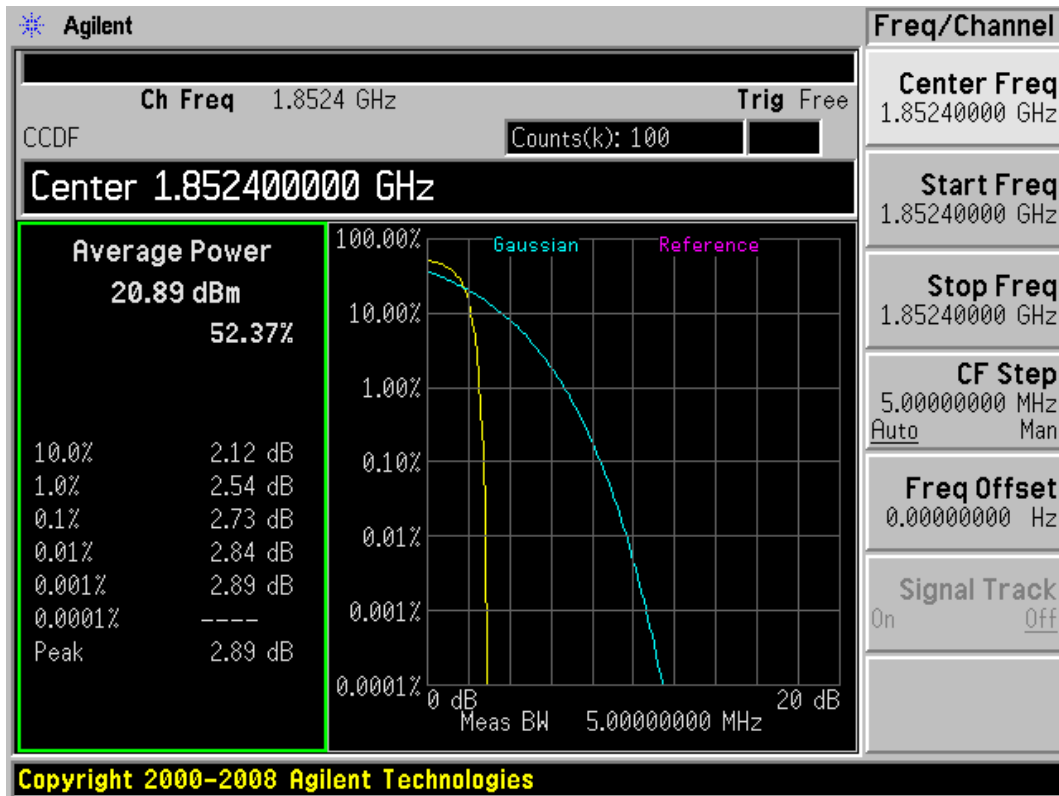 Agilent
Freq/Channel
Ch Freq 1.8524 GHz Trig Free
CCDF Counts(k): 100
Center 1.852400000 GHz
Average Power
20.89 dBm
52.37%
10.0% 2.12 dB
1.0% 2.54 dB
0.1% 2.73 dB
0.01% 2.84 dB
0.001% 2.89 dB
0.0001% ----
Peak 2.89 dB
Gaussian Reference
100.00%
10.00%
1.00%
0.10%
0.01%
0.001%
0.0001%
0 dB 20 dB
Meas BW 5.00000000 MHz
Center Freq
1.85240000 GHz
Start Freq
1.85240000 GHz
Stop Freq
1.85240000 GHz
CF Step
5.00000000 MHz
Auto Man
Freq Offset
0.00000000 Hz
Signal Track
On Off
Copyright 2000-2008 Agilent Technologies